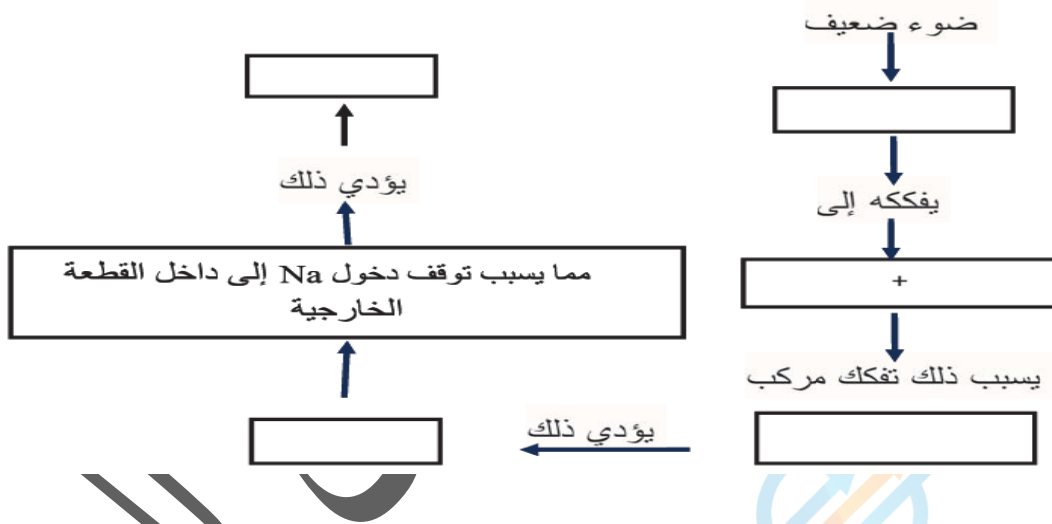 ضوء ضعيف
يفككه إلى
+
يسبب ذلك تفكك مركب
يؤدي ذلك
مما يسبب توقف دخول Na إلى داخل القطعة
الخارجية
يؤدي ذلك